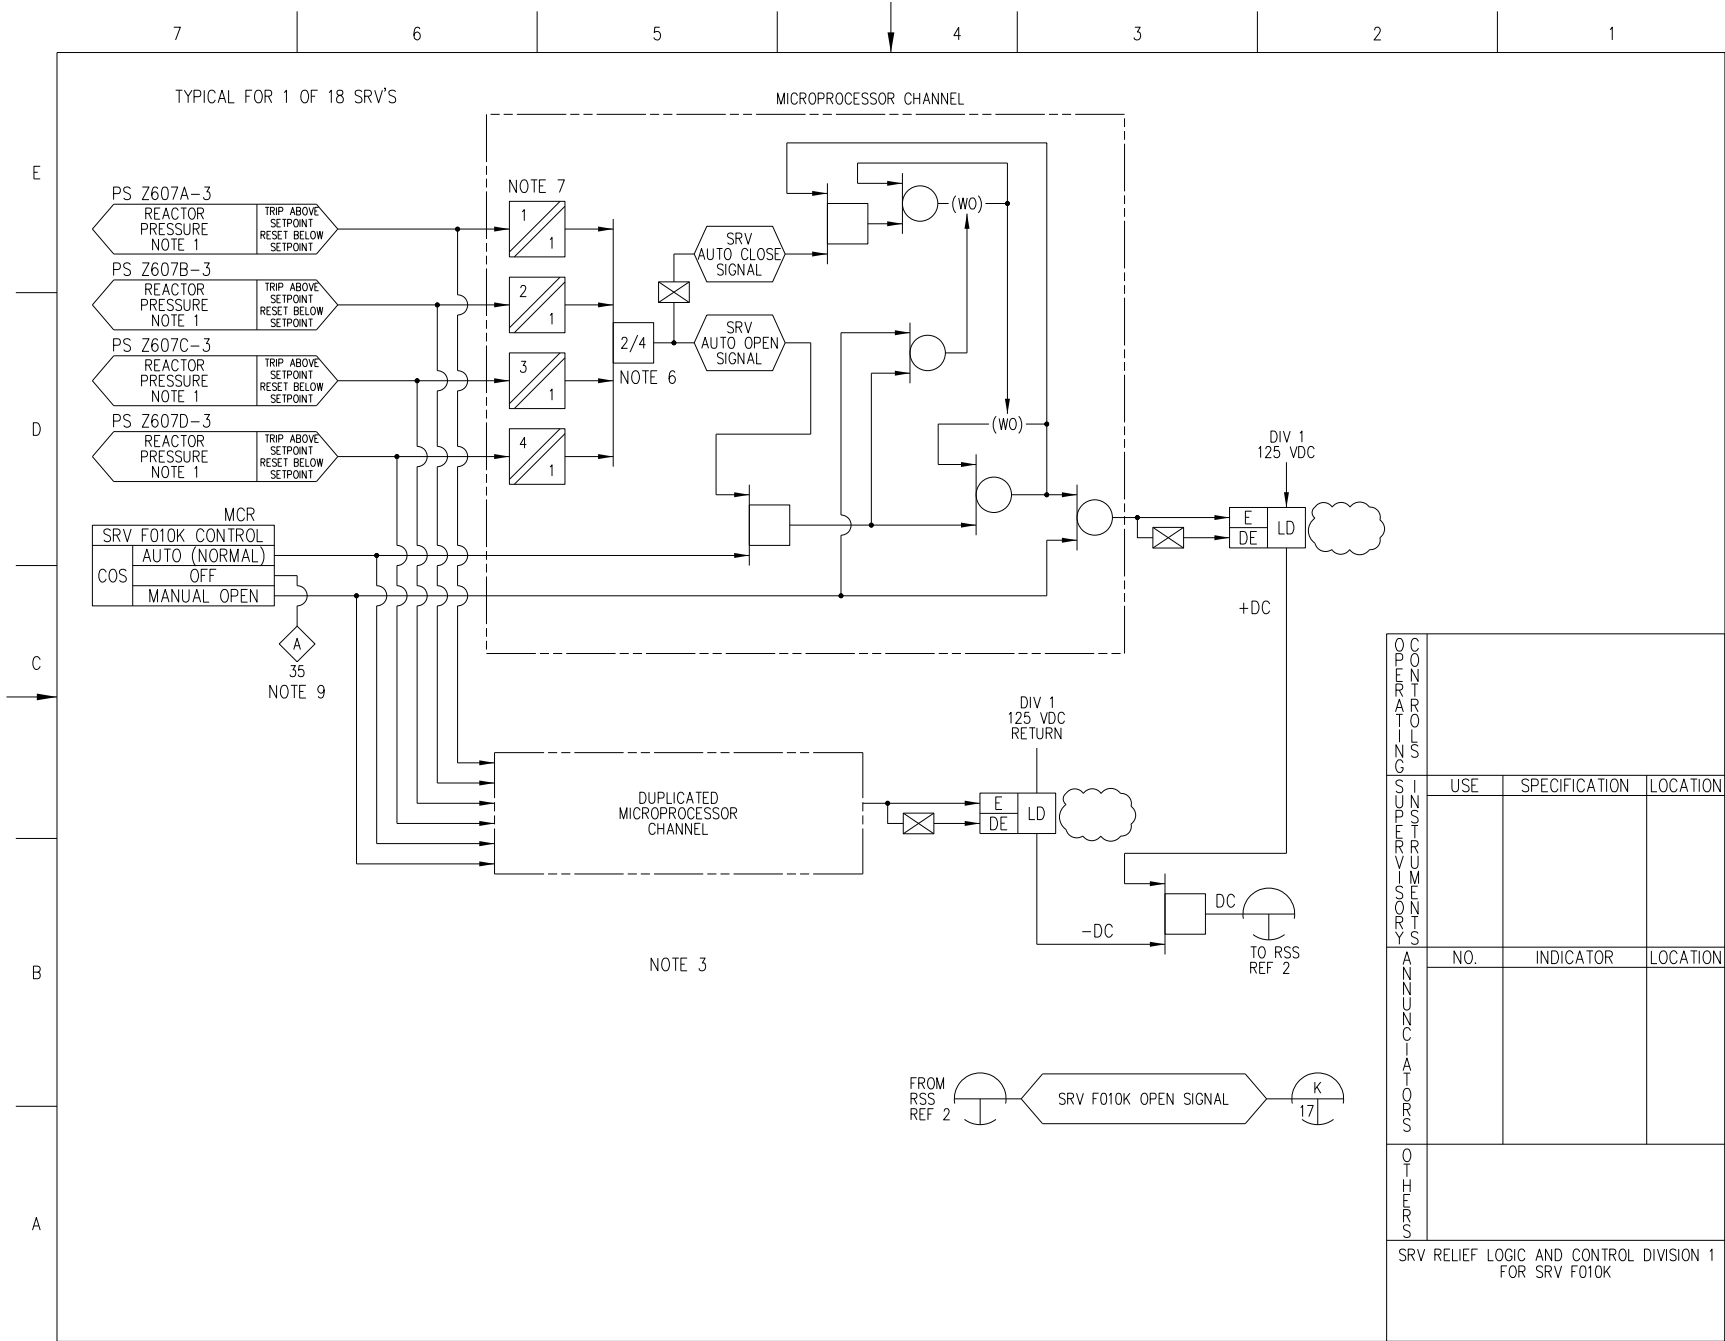 7 6 5 4 3 2 1
TYPICAL FOR 1 OF 18 SRV'S
MICROPROCESSOR CHANNEL
E
D
C
B
A
PS Z607A-3
REACTOR
PRESSURE
NOTE 1
TRIP ABOVE
SETPOINT
RESET BELOW
SETPOINT
PS Z607B-3
REACTOR
PRESSURE
NOTE 1
TRIP ABOVE
SETPOINT
RESET BELOW
SETPOINT
PS Z607C-3
REACTOR
PRESSURE
NOTE 1
TRIP ABOVE
SETPOINT
RESET BELOW
SETPOINT
PS Z607D-3
REACTOR
PRESSURE
NOTE 1
TRIP ABOVE
SETPOINT
RESET BELOW
SETPOINT
NOTE 7
1
1
2
1
3
1
4
1
2/4
NOTE 6
SRV
AUTO CLOSE
SIGNAL
SRV
AUTO OPEN
SIGNAL
(WO)
(WO)
MCR
SRV F010K CONTROL
COS
AUTO (NORMAL)
OFF
MANUAL OPEN
A
35
NOTE 9
DIV 1
125 VDC
E
DE
LD
+DC
DIV 1
125 VDC
RETURN
DUPLICATED
MICROPROCESSOR
CHANNEL
E
DE
LD
-DC
DC
TO RSS
REF 2
NOTE 3
FROM
RSS
REF 2
SRV F010K OPEN SIGNAL
K
17
OPERATING
CONTROLS
SUPERVISORY
INSTRUMENTS
USE SPECIFICATION LOCATION
ANNUNCIATORS
NO. INDICATOR LOCATION
OTHERS
SRV RELIEF LOGIC AND CONTROL DIVISION 1
FOR SRV F010K